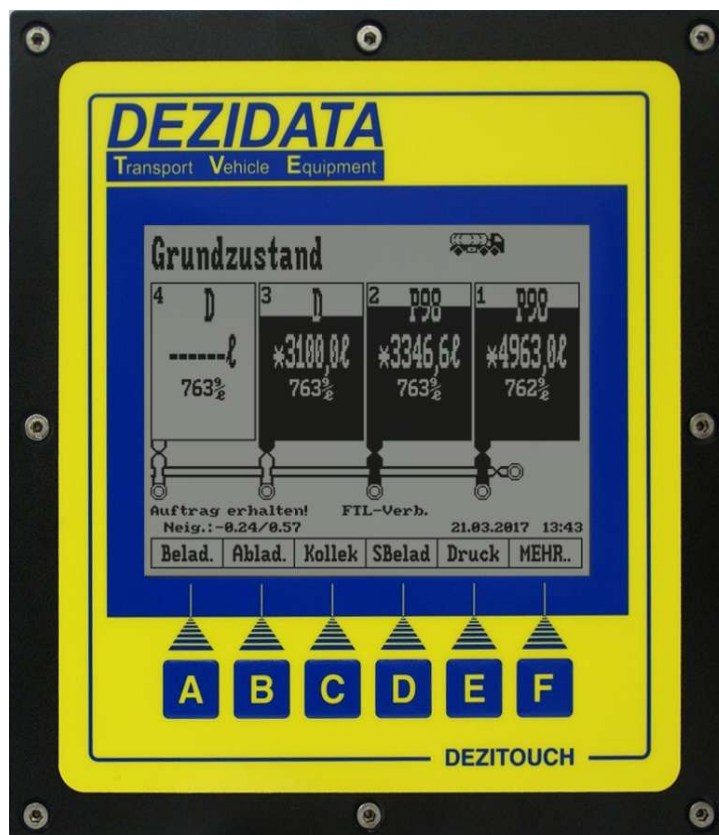 DEZIDATA
Transport Vehicle Equipment
Grundzustand
4 D 3 D 2 P98 1 P98
------ℓ *3100,0ℓ *3346,6ℓ *4963,0ℓ
763g/ℓ 763g/ℓ 763g/ℓ 762g/ℓ
Auftrag erhalten! FTL-Verb.
Neig.:-0.24/0.57 21.03.2017 13:43
Belad. Ablad. Kollek SBelad Druck MEHR..
A B C D E F
DEZITOUCH